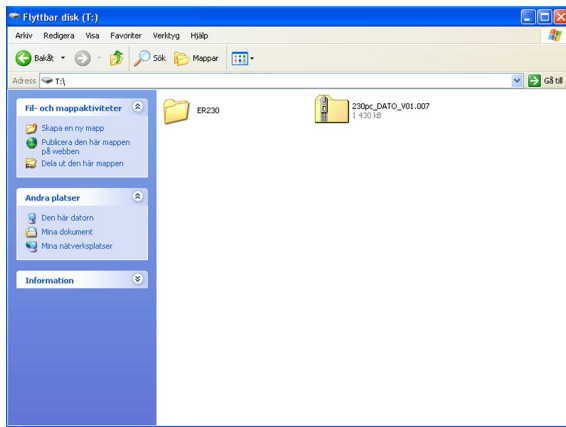 Flyttbar disk (T:)
Arkiv Redigera Visa Favoriter Verktyg Hjälp
Bakåt Sök Mappar
Adress T:\ Gå till
Fil- och mappaktiviteter
Skapa en ny mapp
Publicera den här mappen
på webben
Dela ut den här mappen
Andra platser
Den här datorn
Mina dokument
Mina nätverksplatser
Information
ER230
230pc_DATO_V01.007
1 430 kB